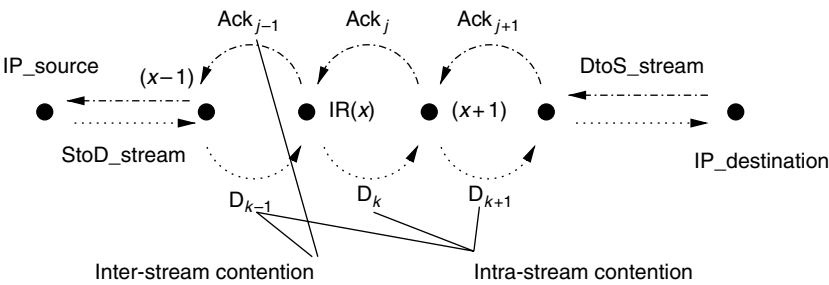 Ack_{j−1} Ack_j Ack_{j+1}
IP_source (x−1) DtoS_stream
IR(x) (x+1)
StoD_stream IP_destination
D_{k−1} D_k D_{k+1}
Inter-stream contention Intra-stream contention